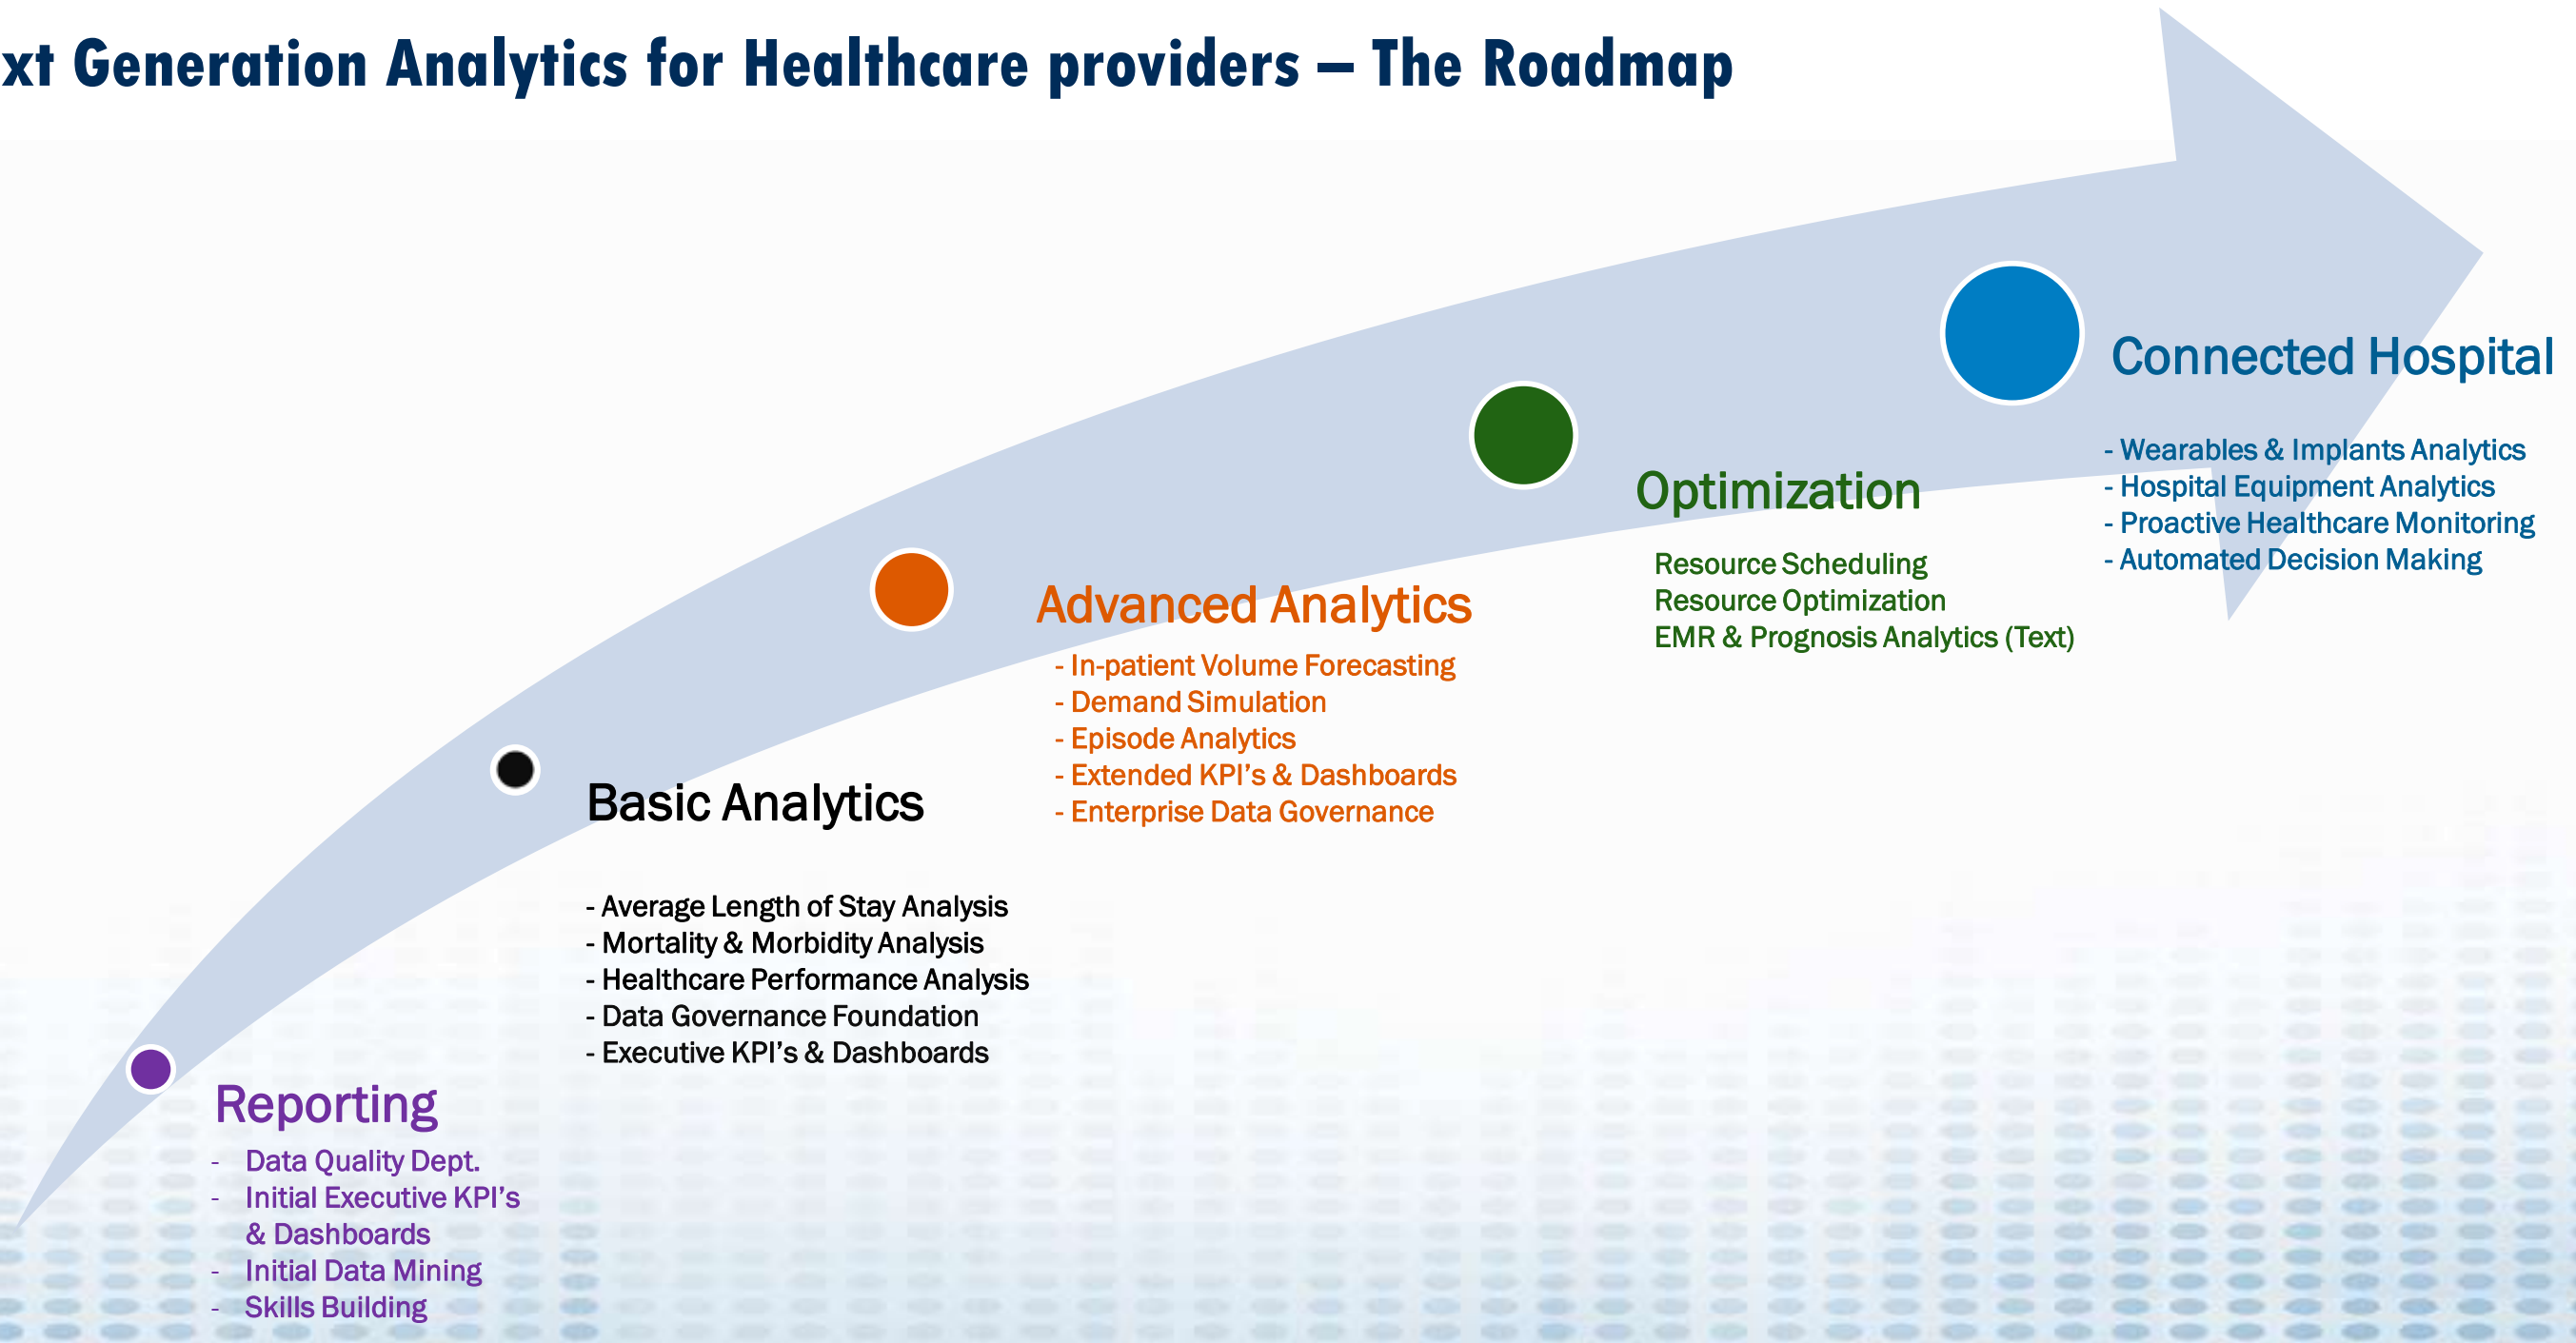 xt Generation Analytics for Healthcare providers – The Roadmap
Reporting
- Data Quality Dept.
- Initial Executive KPI's
& Dashboards
- Initial Data Mining
- Skills Building
Basic Analytics
- Average Length of Stay Analysis
- Mortality & Morbidity Analysis
- Healthcare Performance Analysis
- Data Governance Foundation
- Executive KPI's & Dashboards
Advanced Analytics
- In-patient Volume Forecasting
- Demand Simulation
- Episode Analytics
- Extended KPI's & Dashboards
- Enterprise Data Governance
Optimization
Resource Scheduling
Resource Optimization
EMR & Prognosis Analytics (Text)
Connected Hospital
- Wearables & Implants Analytics
- Hospital Equipment Analytics
- Proactive Healthcare Monitoring
- Automated Decision Making